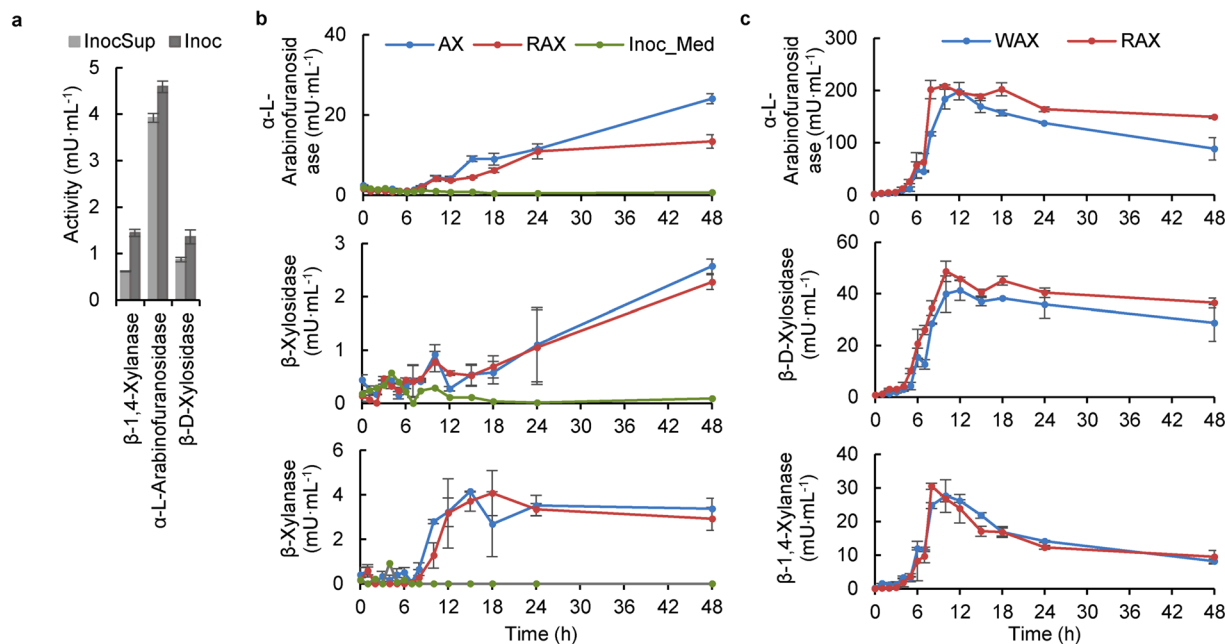 a
InocSup Inoc
Activity (mU·mL⁻¹)
5
4
3
2
1
0
β-1,4-Xylanase
α-L-Arabinofuranosidase
β-D-Xylosidase
b
AX RAX Inoc_Med
α-L-
Arabinofuranosid
ase (mU·mL⁻¹)
40
20
0
0 6 12 18 24 30 36 42 48
β-Xylosidase
(mU·mL⁻¹)
3
2
1
0
0 6 12 18 24 30 36 42 48
β-Xylanase
(mU·mL⁻¹)
6
4
2
0
0 6 12 18 24 30 36 42 48
Time (h)
c
WAX RAX
α-L-
Arabinofuranosid
ase (mU·mL⁻¹)
300
200
100
0
0 6 12 18 24 30 36 42 48
β-D-Xylosidase
(mU·mL⁻¹)
60
40
20
0
0 6 12 18 24 30 36 42 48
β-1,4-Xylanase
(mU·mL⁻¹)
40
30
20
10
0
0 6 12 18 24 30 36 42 48
Time (h)